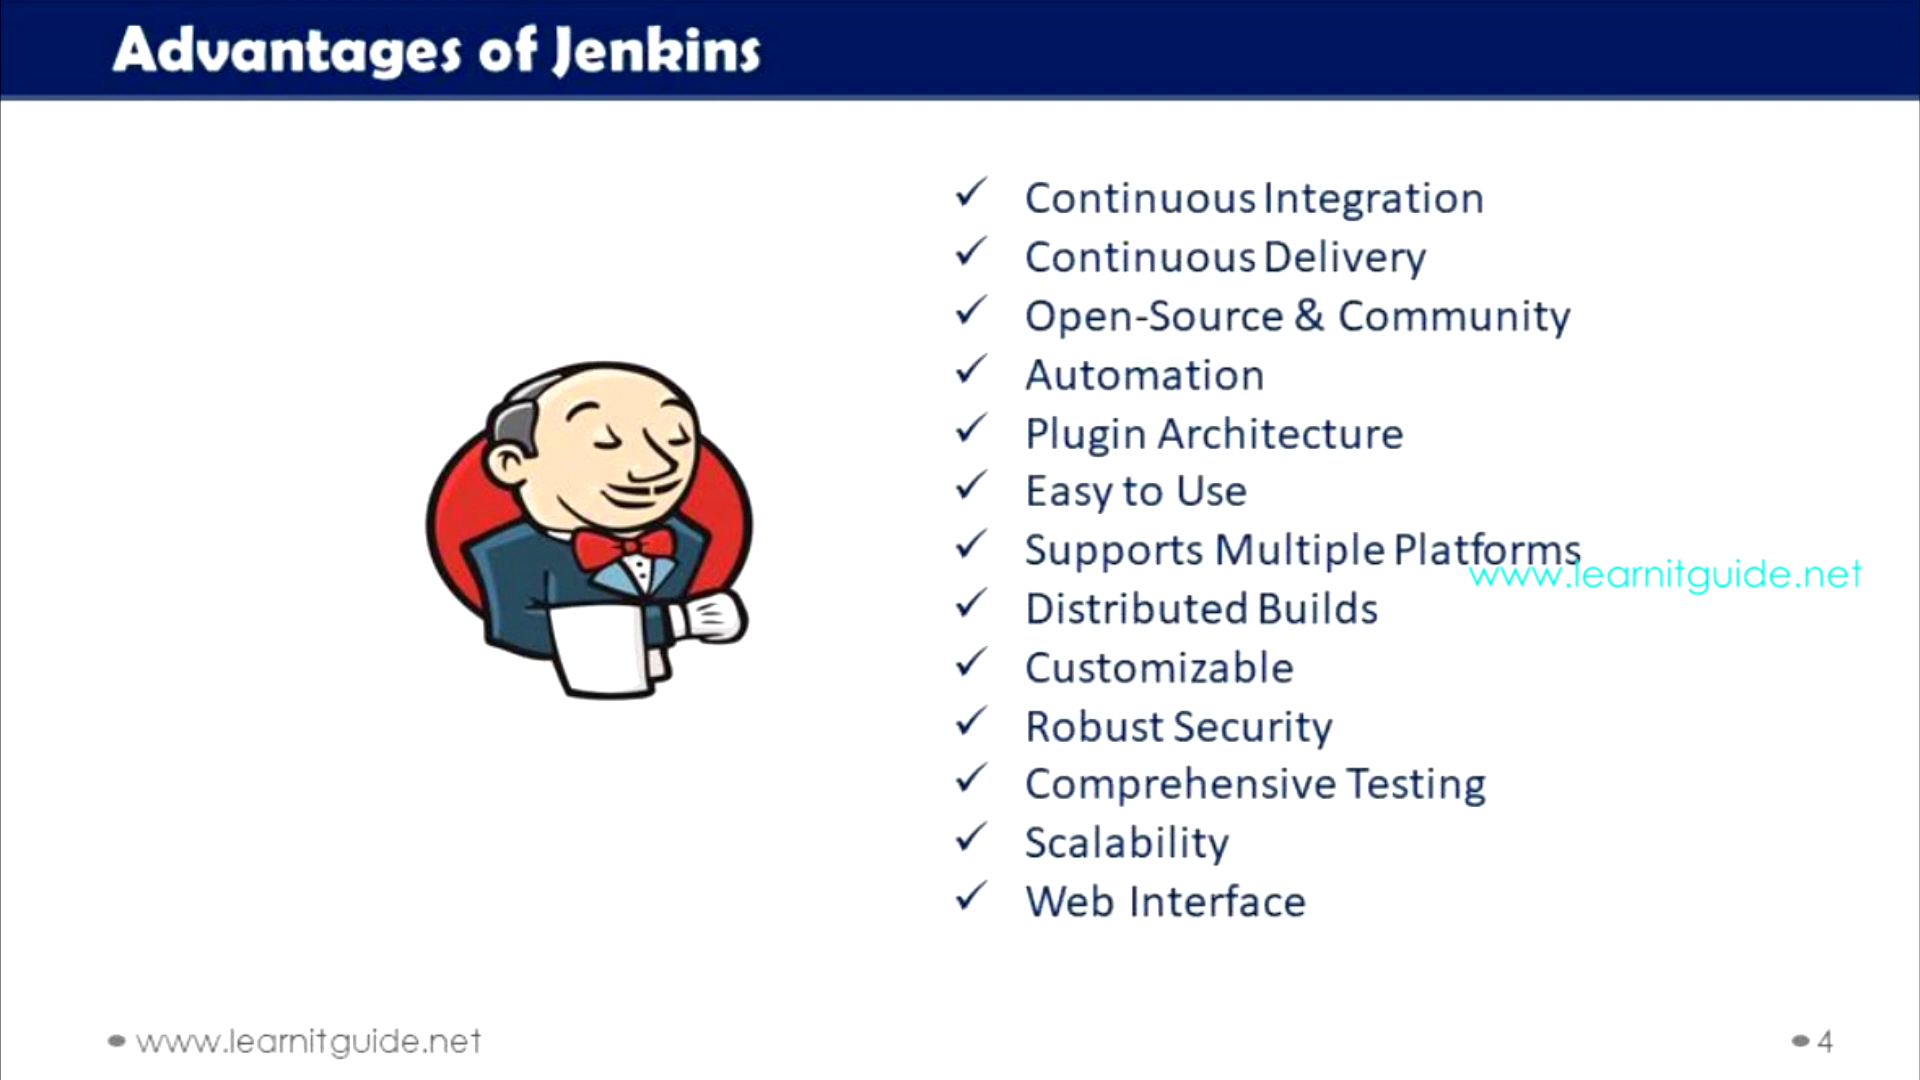 Advantages of Jenkins
✓ Continuous Integration
✓ Continuous Delivery
✓ Open-Source & Community
✓ Automation
✓ Plugin Architecture
✓ Easy to Use
✓ Supports Multiple Platforms
www.learnitguide.net
✓ Distributed Builds
✓ Customizable
✓ Robust Security
✓ Comprehensive Testing
✓ Scalability
✓ Web Interface
• www.learnitguide.net
• 4